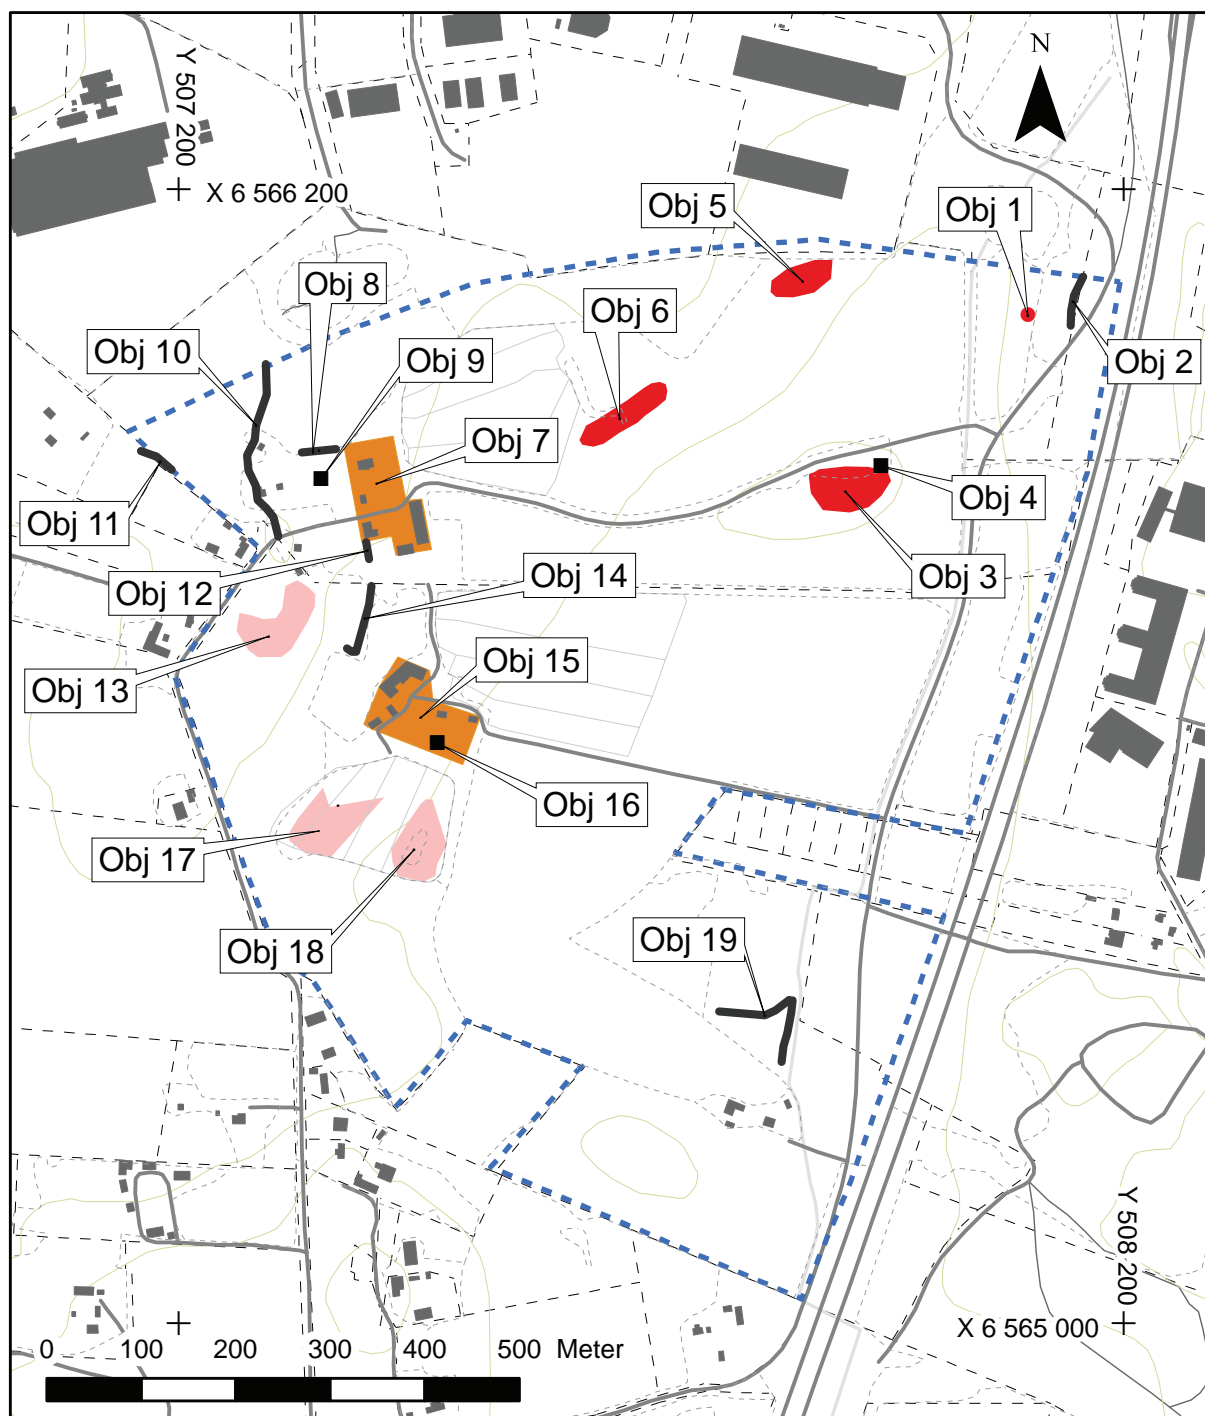 N
Y 507 200
X 6 566 200
Obj 5
Obj 1
Obj 8
Obj 6
Obj 10
Obj 9
Obj 2
Obj 7
Obj 4
Obj 11
Obj 3
Obj 12
Obj 14
Obj 15
Obj 13
Obj 16
Obj 17
Obj 18
Obj 19
Y 508 200
X 6 565 000
0 100 200 300 400 500 Meter